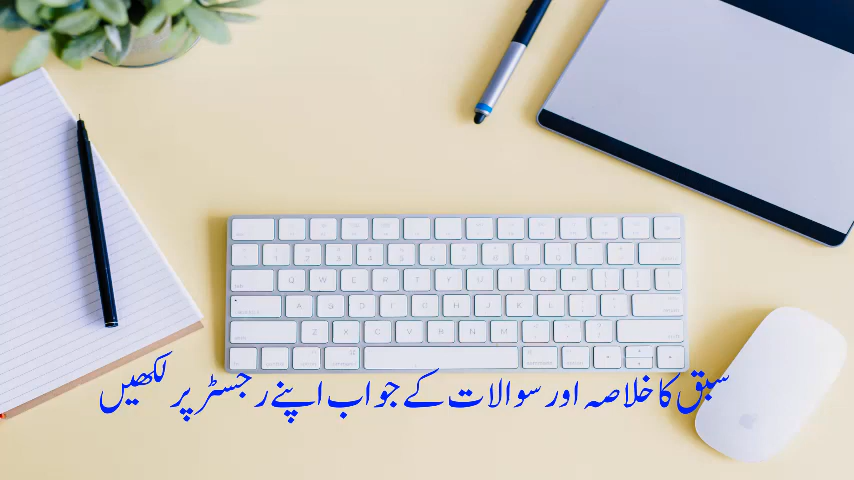 سبق کا خلاصہ اور سوالات کے جواب اپنے رجسٹر پر لکھیں